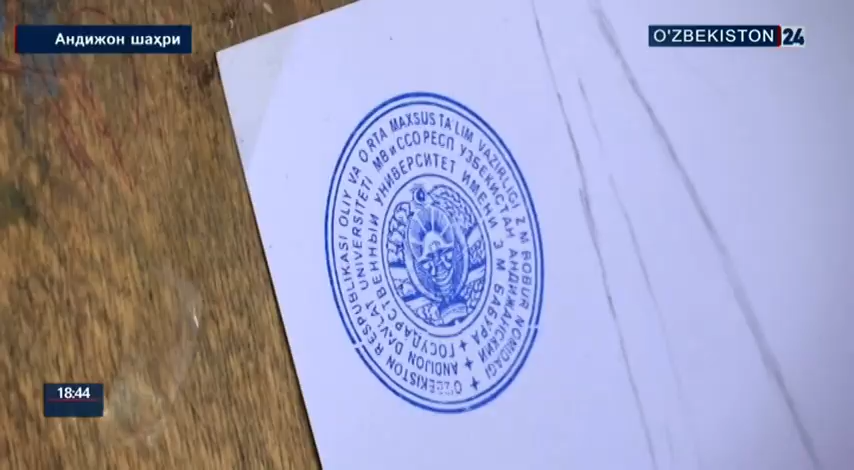 Андижон шаҳри
O'ZBEKISTON 24
O'ZBEKISTON RESPUBLIKASI OLIY VA O'RTA MAXSUS TA'LIM VAZIRLIGI Z M BOBUR NOMIDAGI
ANDIJON DAVLAT UNIVERSITETI МВ и ССО РЕСП УЗБЕКИСТАН АНДИЖАНСКИЙ
ГОСУДАРСТВЕННЫЙ УНИВЕРСИТЕТ ИМЕНИ З М БАБУРА
18:44